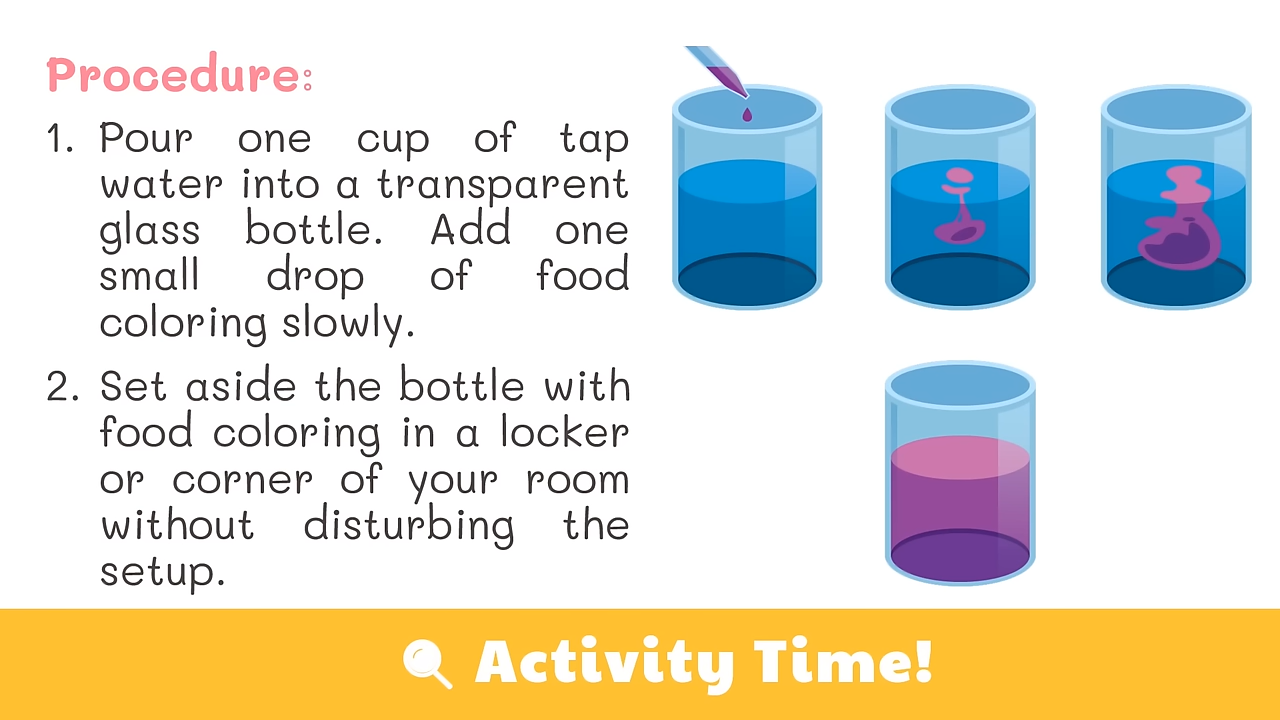 Procedure:
1. Pour one cup of tap
water into a transparent
glass bottle. Add one
small drop of food
coloring slowly.
2. Set aside the bottle with
food coloring in a locker
or corner of your room
without disturbing the
setup.
Activity Time!